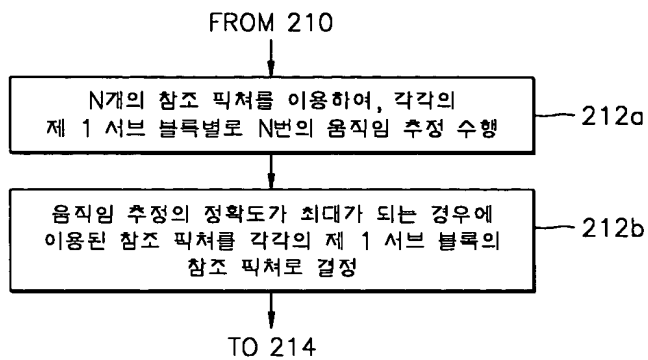 FROM 210
N개의 참조 픽쳐를 이용하여, 각각의
제 1 서브 블록별로 N번의 움직임 추정 수행
212a
움직임 추정의 정확도가 최대가 되는 경우에
이용된 참조 픽쳐를 각각의 제 1 서브 블록의
참조 픽쳐로 결정
212b
TO 214